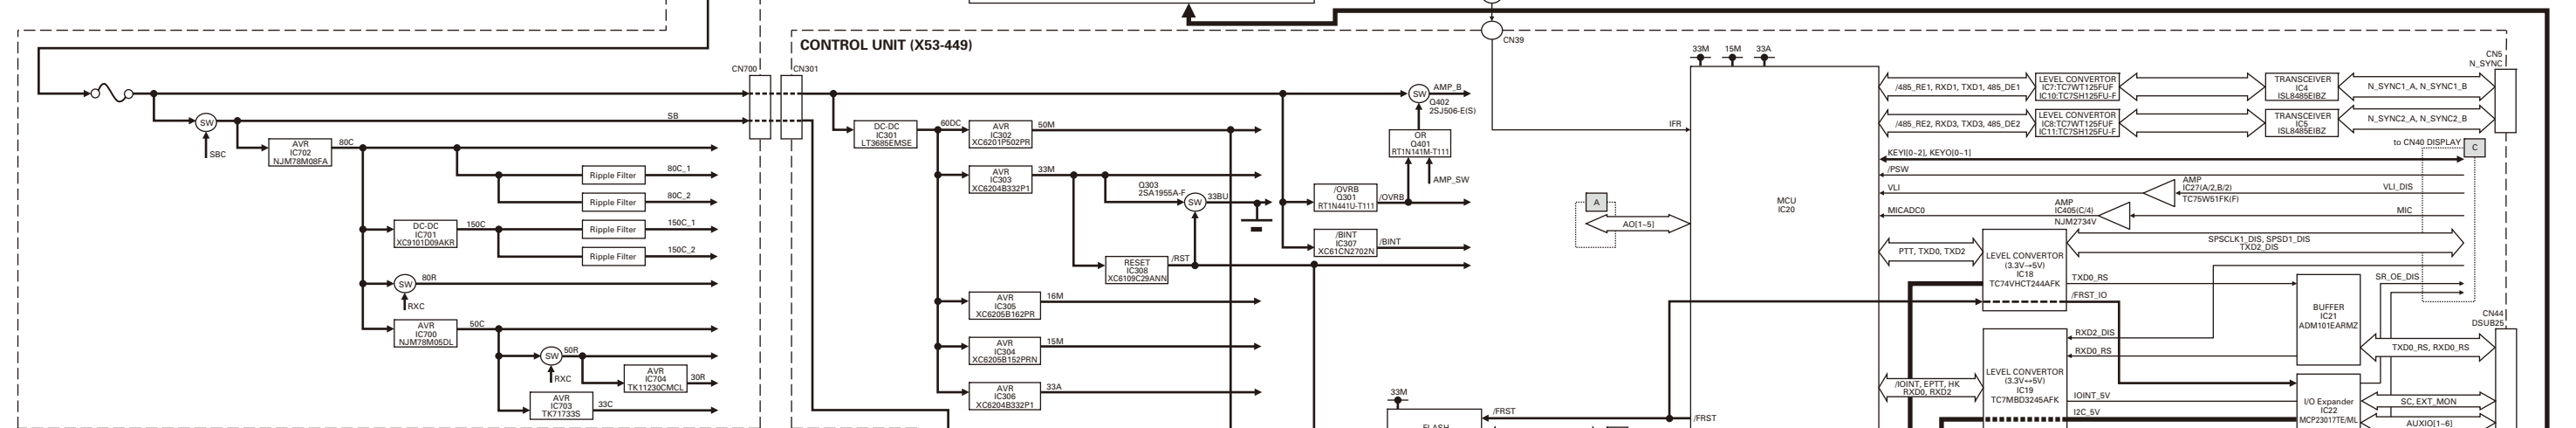 CONTROL UNIT (X53-449)
CN39
CN700
CN301
SW
SBC
SB
AVR
IC702
NJM78M08FA
80C
Ripple Filter
80C_1
Ripple Filter
80C_2
DC-DC
IC701
XC9101D09AKR
150C
Ripple Filter
150C_1
Ripple Filter
150C_2
SW
80R
RXC
AVR
IC700
NJM78M05DL
50C
SW
50R
RXC
AVR
IC704
TK11230CMCL
30R
AVR
IC703
TK71733S
33C
DC-DC
IC301
LT3685EMSE
60DC
AVR
IC302
XC6201P502PR
50M
AVR
IC303
XC6204B332P1
33M
Q303
2SA1955A-F
SW
33BU
RESET
IC308
XC6109C29ANN
/RST
AVR
IC305
XC6205B162PR
16M
AVR
IC304
XC6205B152PRN
15M
AVR
IC306
XC6204B332P1
33A
SW
AMP_B
Q402
2SJ506-E(S)
OR
Q401
RT1N141M-T111
AMP_SW
/OVRB
Q301
RT1N441U-T111
/OVRB
/BINT
IC307
XC61CN2702N
/BINT
33M
FLASH
/FRST
/FRST
IFR
A
AO[1~5]
33M
15M
33A
MCU
IC20
/485_RE1, RXD1, TXD1, 485_DE1
LEVEL CONVERTOR
IC7:TC7WT125FUF
IC10:TC7SH125FU-F
TRANSCEIVER
IC4
ISL8485EIBZ
N_SYNC1_A, N_SYNC1_B
CN5
N_SYNC
/485_RE2, RXD3, TXD3, 485_DE2
LEVEL CONVERTOR
IC8:TC7WT125FUF
IC11:TC7SH125FU-F
TRANSCEIVER
IC5
ISL8485EIBZ
N_SYNC2_A, N_SYNC2_B
to CN40 DISPLAY
C
KEYI[0~2], KEYO[0~1]
/PSW
VLI
AMP
IC27(A/2,B/2)
TC75W51FK(F)
VLI_DIS
MICADC0
AMP
IC405(C/4)
NJM2734V
MIC
PTT, TXD0, TXD2
LEVEL CONVERTOR
(3.3V→5V)
IC18
TC74VHCT244AFK
SPSCLK1_DIS, SPSD1_DIS
TXD2_DIS
TXD0_RS
SR_OE_DIS
/FRST_IO
BUFFER
IC21
ADM101EARMZ
CN44
DSUB25
RXD2_DIS
RXD0_RS
TXD0_RS, RXD0_RS
/IOINT, EPTT, HK
RXD0, RXD2
LEVEL CONVERTOR
(3.3V↔5V)
IC19
TC7MBD3245AFK
IOINT_5V
I2C_5V
I/O Expander
IC22
MCP23017TE/ML
SC, EXT_MON
AUXIO[1~6]